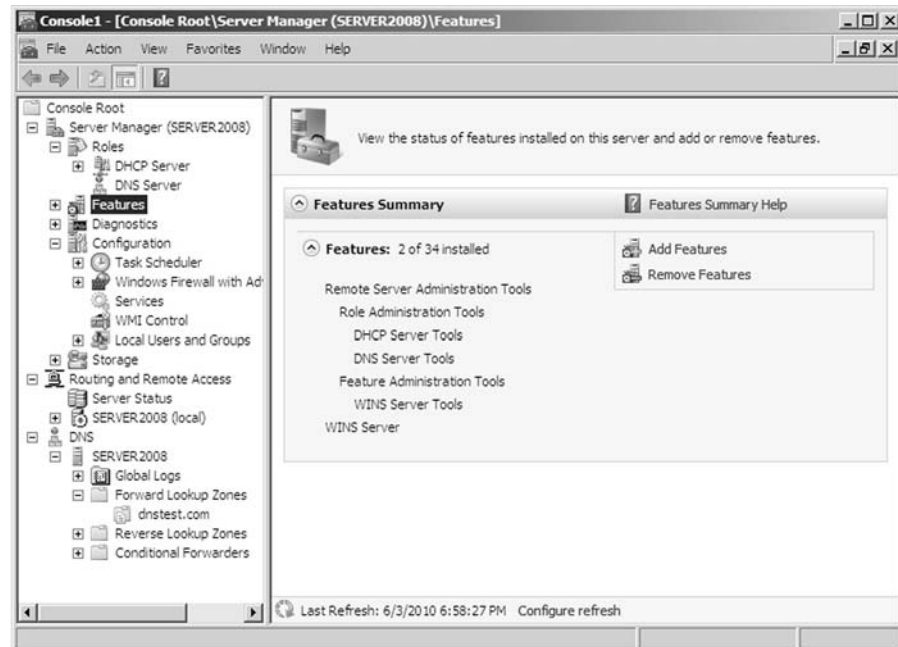 Console1 - [Console Root\Server Manager (SERVER2008)\Features]
File Action View Favorites Window Help
Console Root
Server Manager (SERVER2008)
Roles
DHCP Server
DNS Server
Features
Diagnostics
Configuration
Task Scheduler
Windows Firewall with Ad
Services
WMI Control
Local Users and Groups
Storage
Routing and Remote Access
Server Status
SERVER2008 (local)
DNS
SERVER2008
Global Logs
Forward Lookup Zones
dnstest.com
Reverse Lookup Zones
Conditional Forwarders
View the status of features installed on this server and add or remove features.
Features Summary
Features Summary Help
Features: 2 of 34 installed
Add Features
Remove Features
Remote Server Administration Tools
Role Administration Tools
DHCP Server Tools
DNS Server Tools
Feature Administration Tools
WINS Server Tools
WINS Server
Last Refresh: 6/3/2010 6:58:27 PM Configure refresh